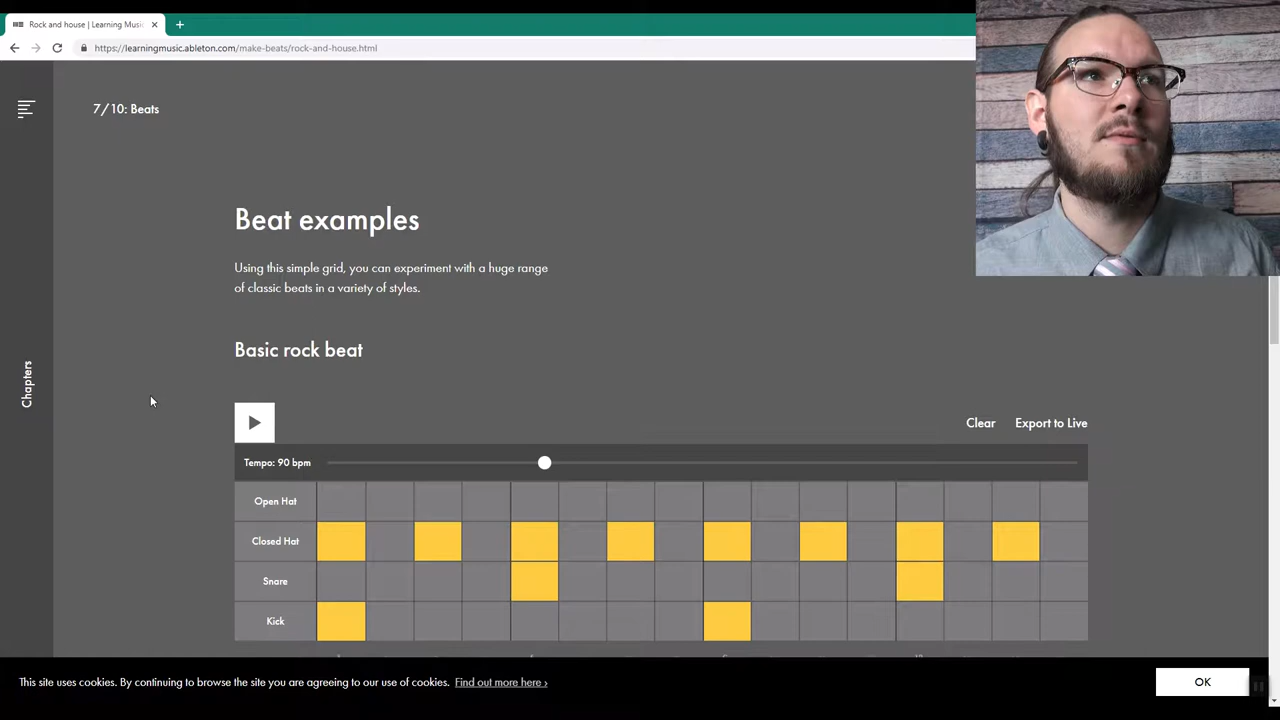 Rock and house | Learning Musi
https://learningmusic.ableton.com/make-beats/rock-and-house.html
7/10: Beats
Beat examples
Using this simple grid, you can experiment with a huge range
of classic beats in a variety of styles.
Basic rock beat
Chapters
Clear Export to Live
Tempo: 90 bpm
Open Hat
Closed Hat
Snare
Kick
This site uses cookies. By continuing to browse the site you are agreeing to our use of cookies. Find out more here ›
OK